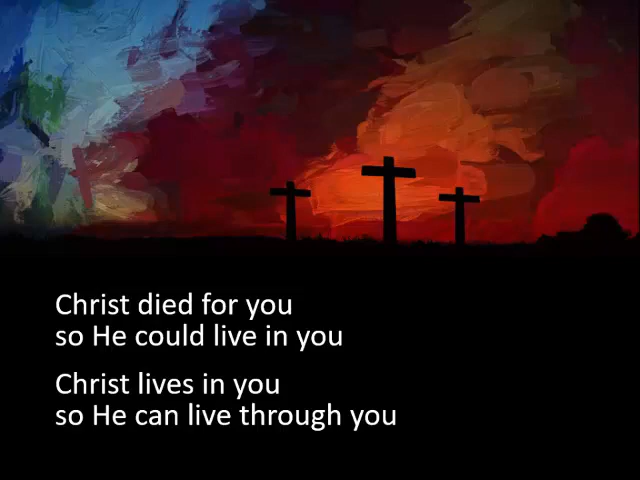 Christ died for you
so He could live in you
Christ lives in you
so He can live through you